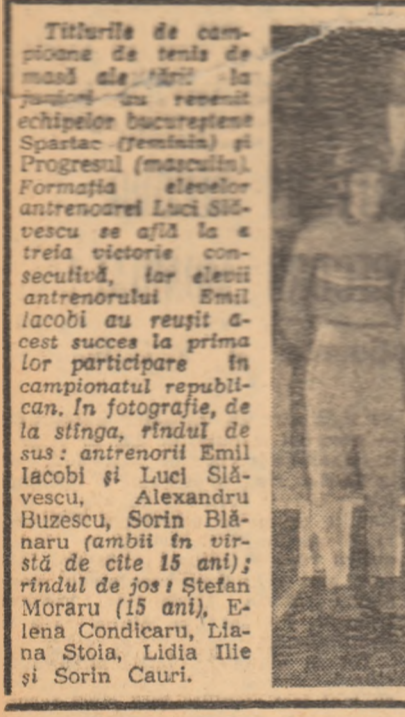 Titlurile de cam-
pioane de tenis de
masă ale țării la
juniori au revenit
echipelor bucureștene
Spartac (feminin) și
Progresul (masculin).
Formația elevelor
antrenoarei Luci Slă-
vescu se află la a
treia victorie con-
secutivă, iar elevii
antrenorului Emil
Iacobi au reușit a-
cest succes la prima
lor participare în
campionatul republi-
can. In fotografie, de
la stînga, rîndul de
sus: antrenorii Emil
Iacobi și Luci Slă-
vescu, Alexandru
Buzescu, Sorin Blă-
naru (ambii în vîr-
stă de cîte 15 ani);
rîndul de jos: Ștefan
Moraru (15 ani), E-
lena Condicaru, Lia-
na Stoia, Lidia Ilie
și Sorin Cauri.